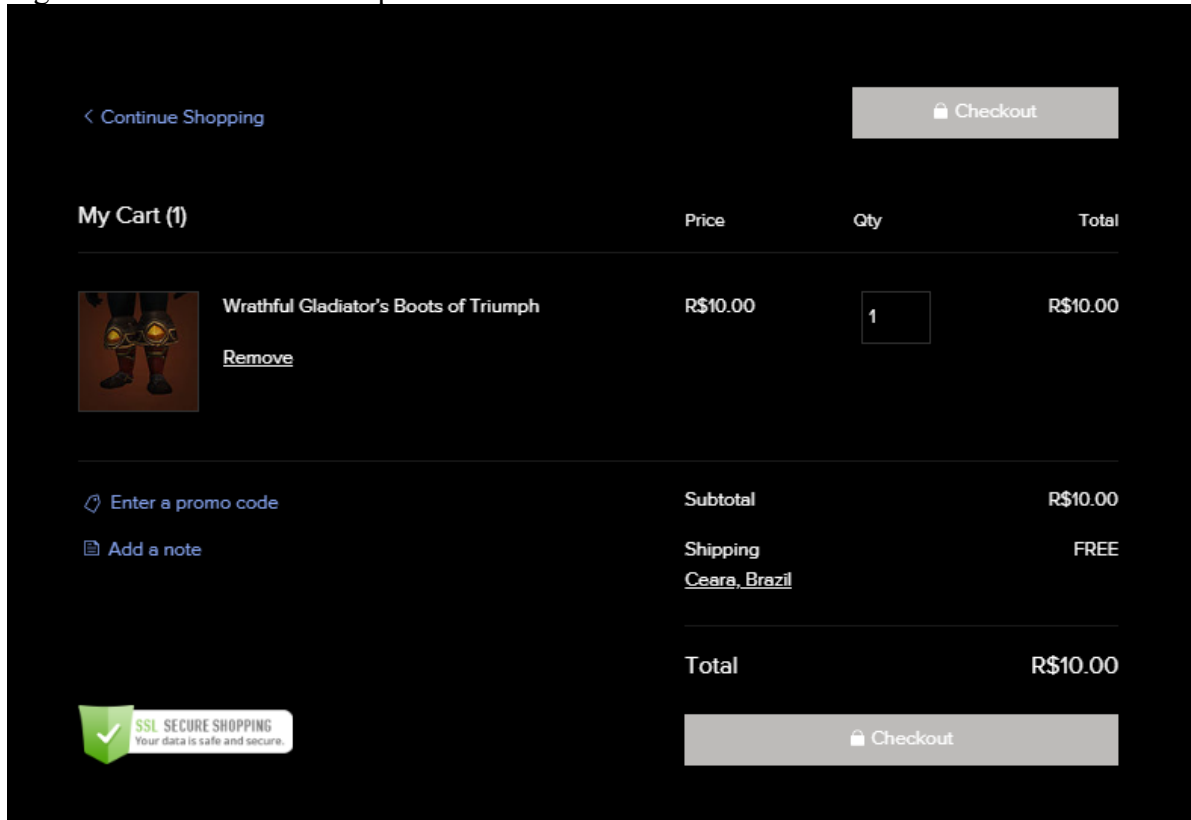 Continue Shopping
Checkout
My Cart (1)
Price
Qty
Total
Wrathful Gladiator's Boots of Triumph
R$10.00
1
R$10.00
Remove
Enter a promo code
Subtotal
R$10.00
Add a note
Shipping
FREE
Ceara, Brazil
Total
R$10.00
SSL SECURE SHOPPING
Your data is safe and secure.
Checkout